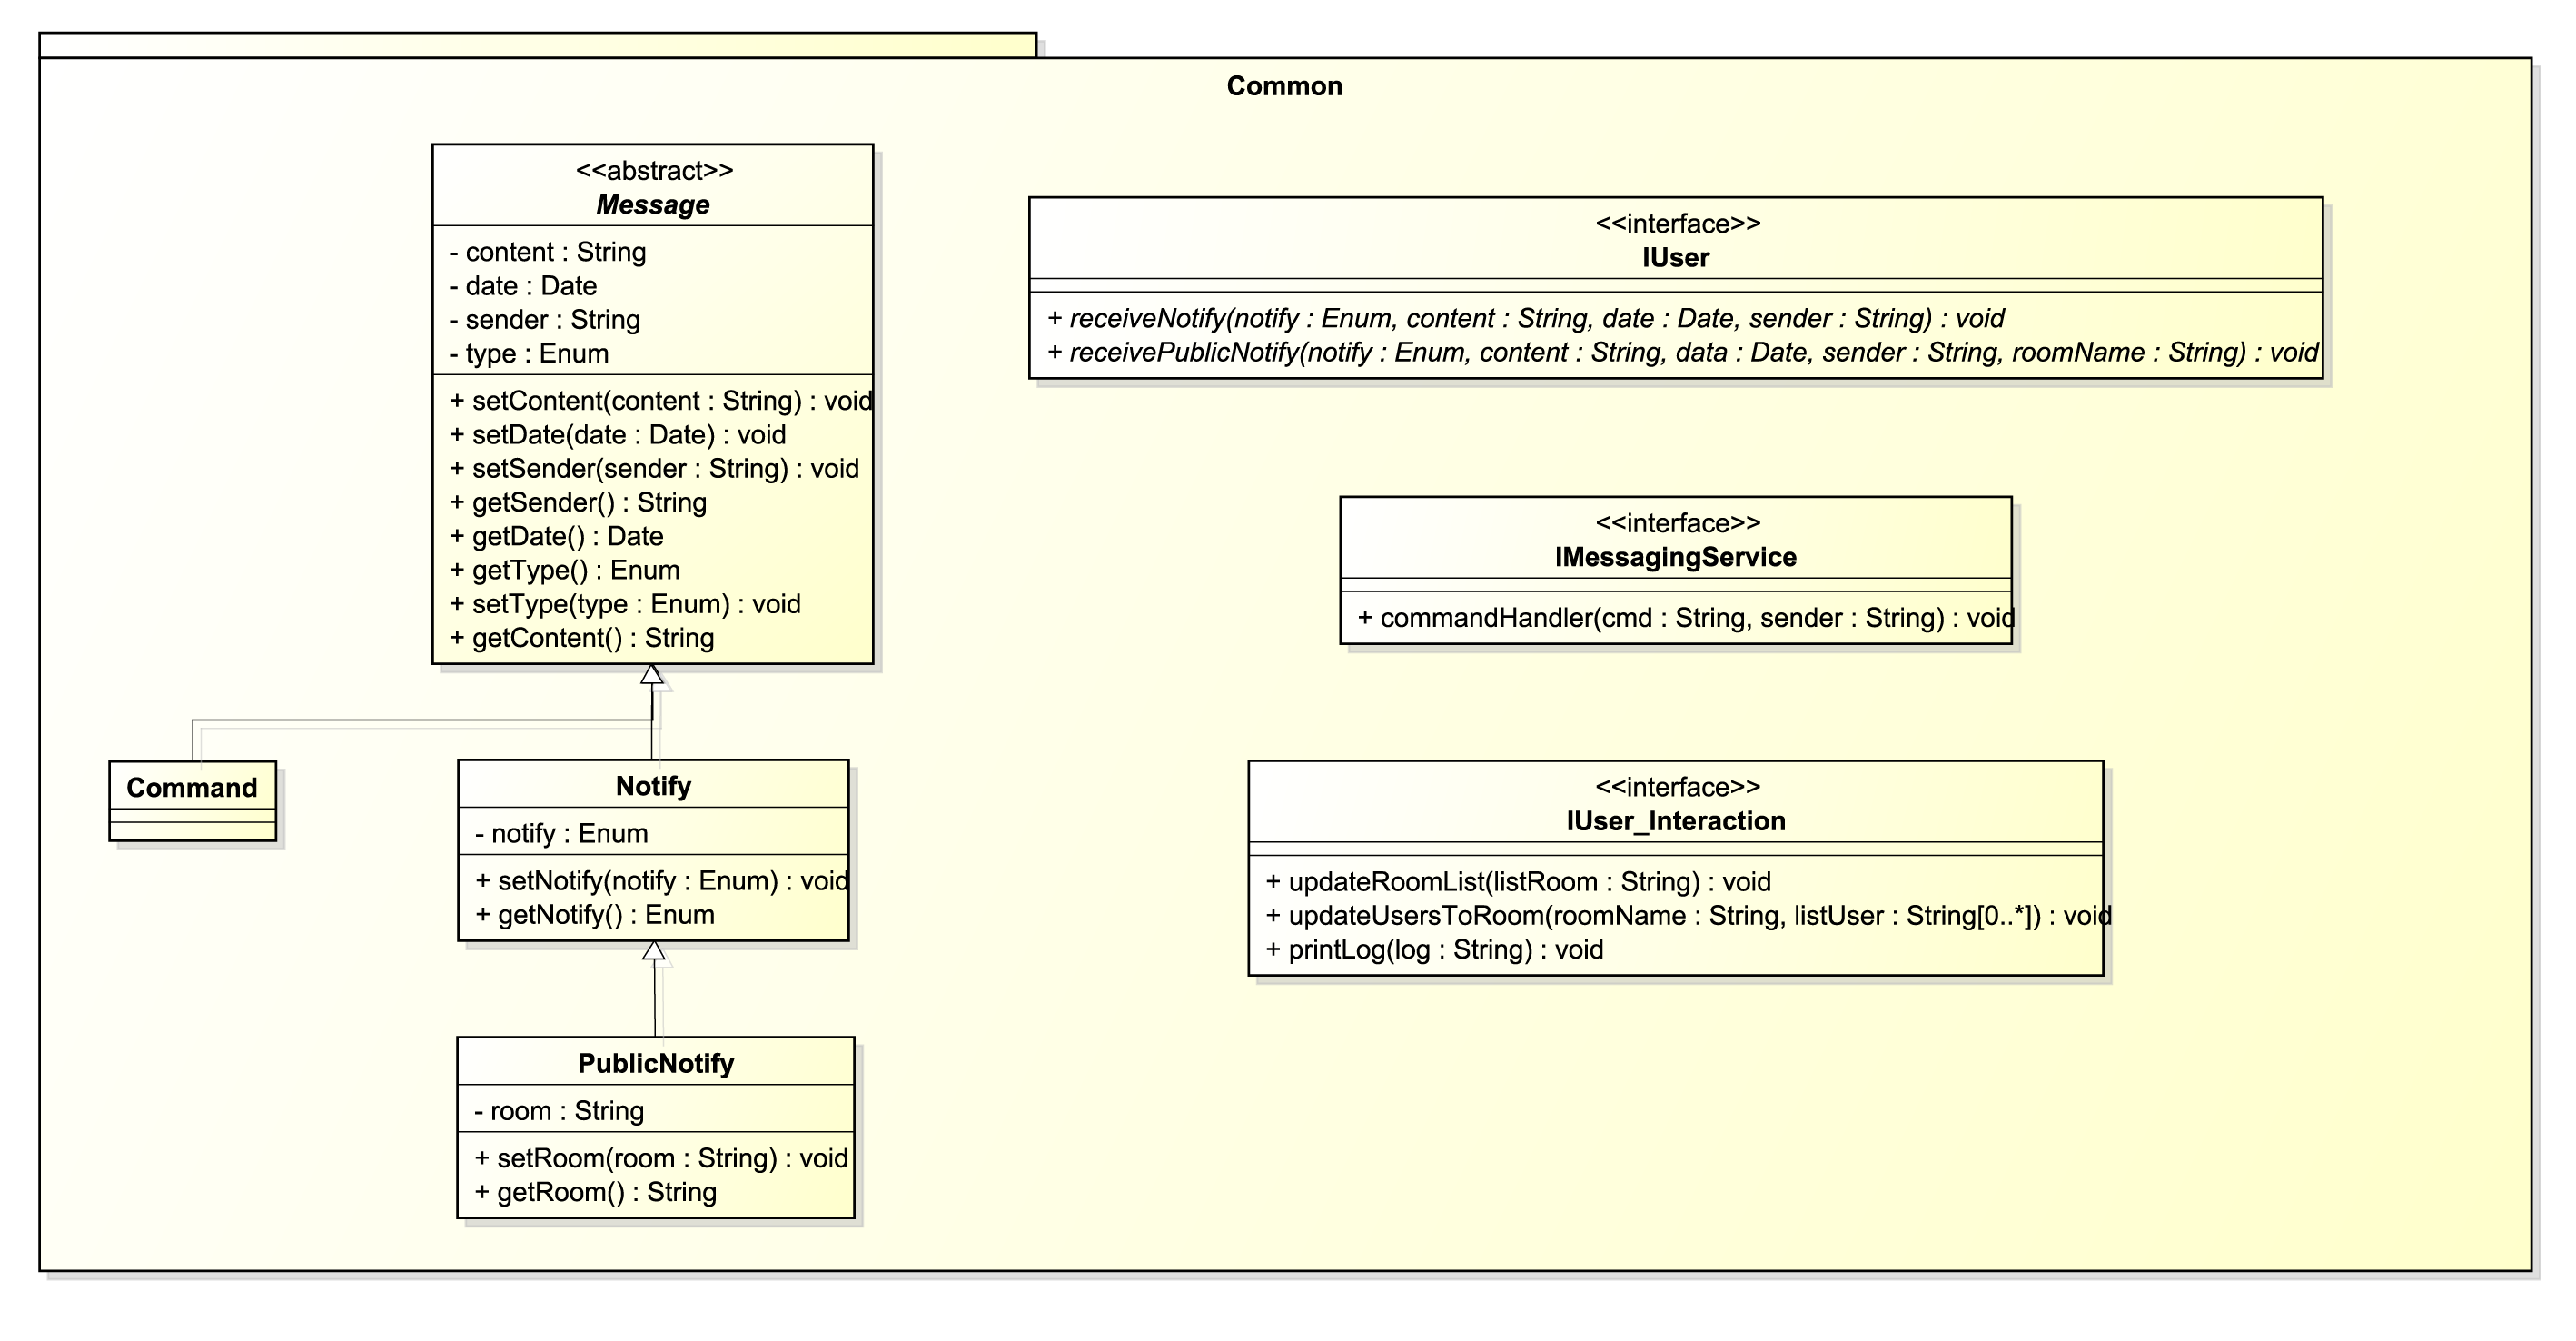 Common
<<abstract>>
Message
- content : String
- date : Date
- sender : String
- type : Enum
+ setContent(content : String) : void
+ setDate(date : Date) : void
+ setSender(sender : String) : void
+ getSender() : String
+ getDate() : Date
+ getType() : Enum
+ setType(type : Enum) : void
+ getContent() : String
<<interface>>
IUser
+ receiveNotify(notify : Enum, content : String, date : Date, sender : String) : void
+ receivePublicNotify(notify : Enum, content : String, data : Date, sender : String, roomName : String) : void
<<interface>>
IMessagingService
+ commandHandler(cmd : String, sender : String) : void
Command
Notify
- notify : Enum
+ setNotify(notify : Enum) : void
+ getNotify() : Enum
<<interface>>
IUser_Interaction
+ updateRoomList(listRoom : String) : void
+ updateUsersToRoom(roomName : String, listUser : String[0..*]) : void
+ printLog(log : String) : void
PublicNotify
- room : String
+ setRoom(room : String) : void
+ getRoom() : String